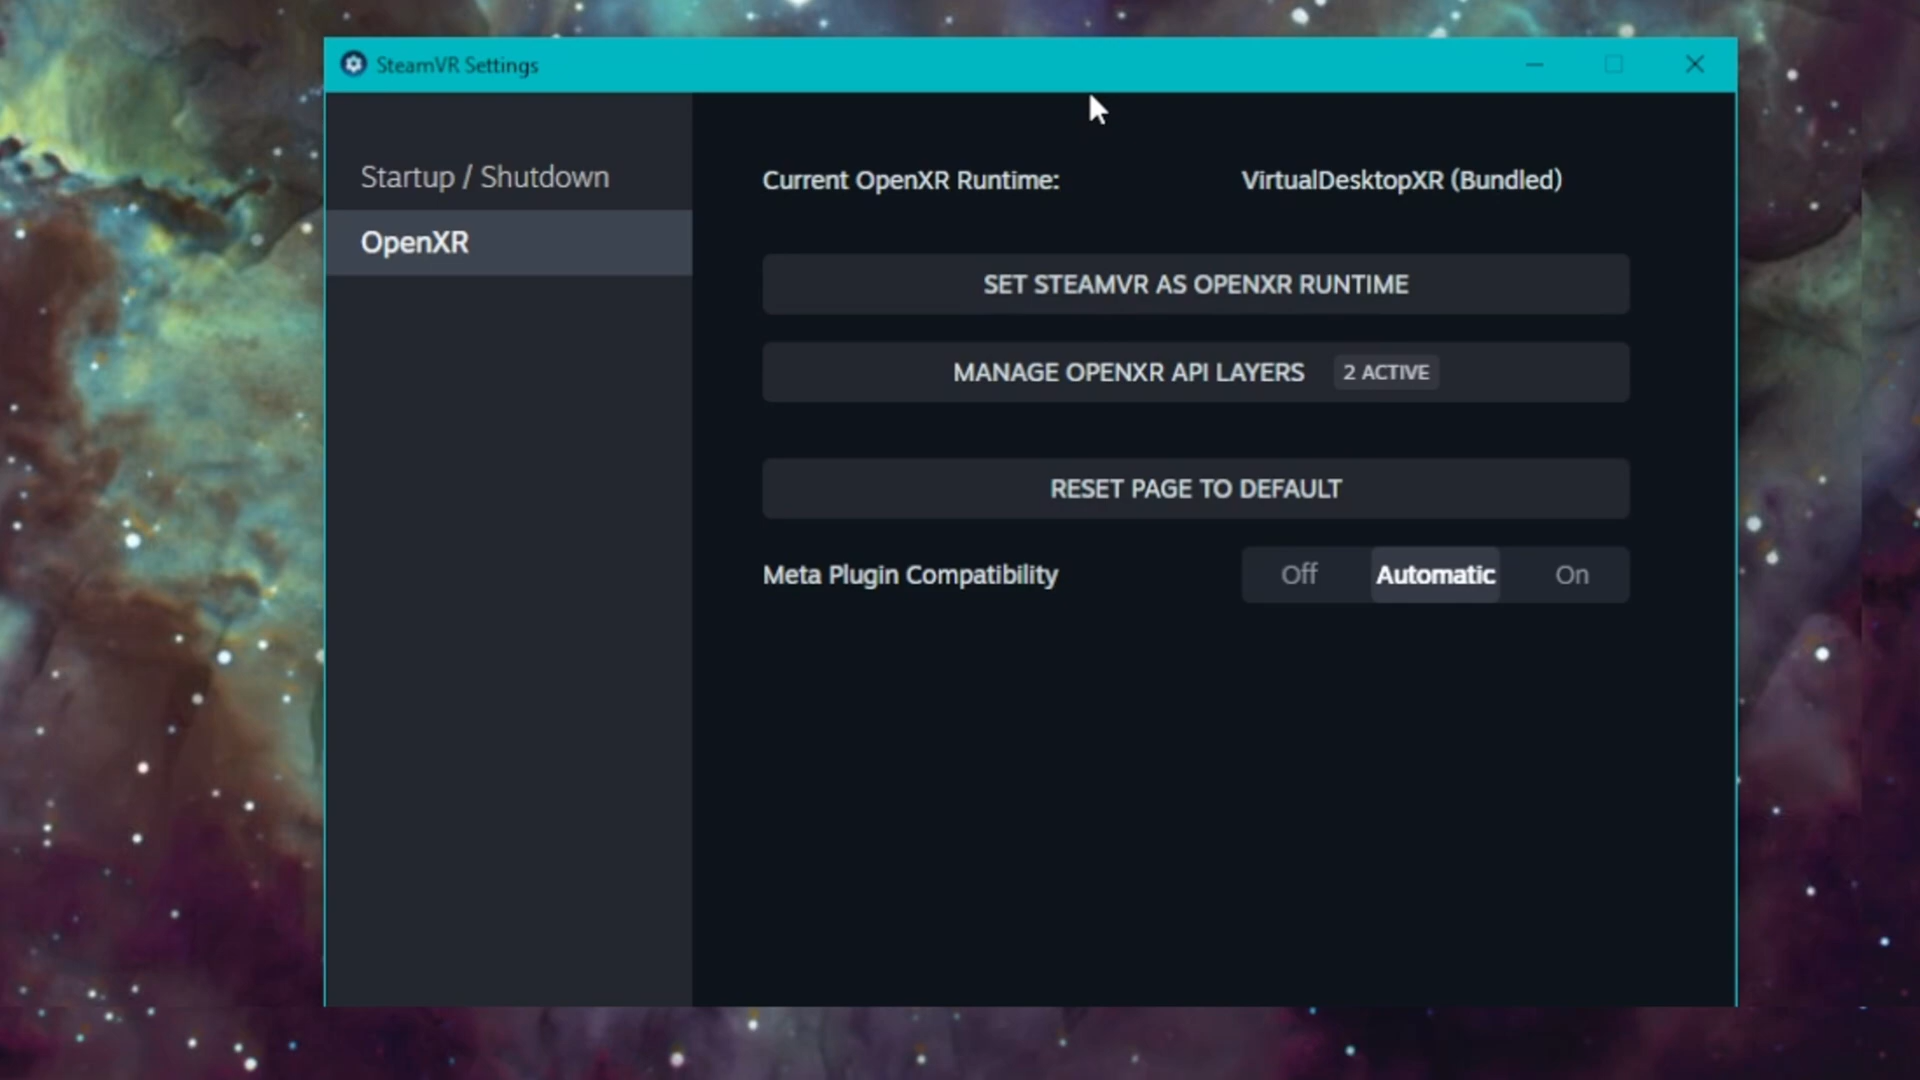 SteamVR Settings
Startup / Shutdown
OpenXR
Current OpenXR Runtime: VirtualDesktopXR (Bundled)
SET STEAMVR AS OPENXR RUNTIME
MANAGE OPENXR API LAYERS 2 ACTIVE
RESET PAGE TO DEFAULT
Meta Plugin Compatibility Off Automatic On